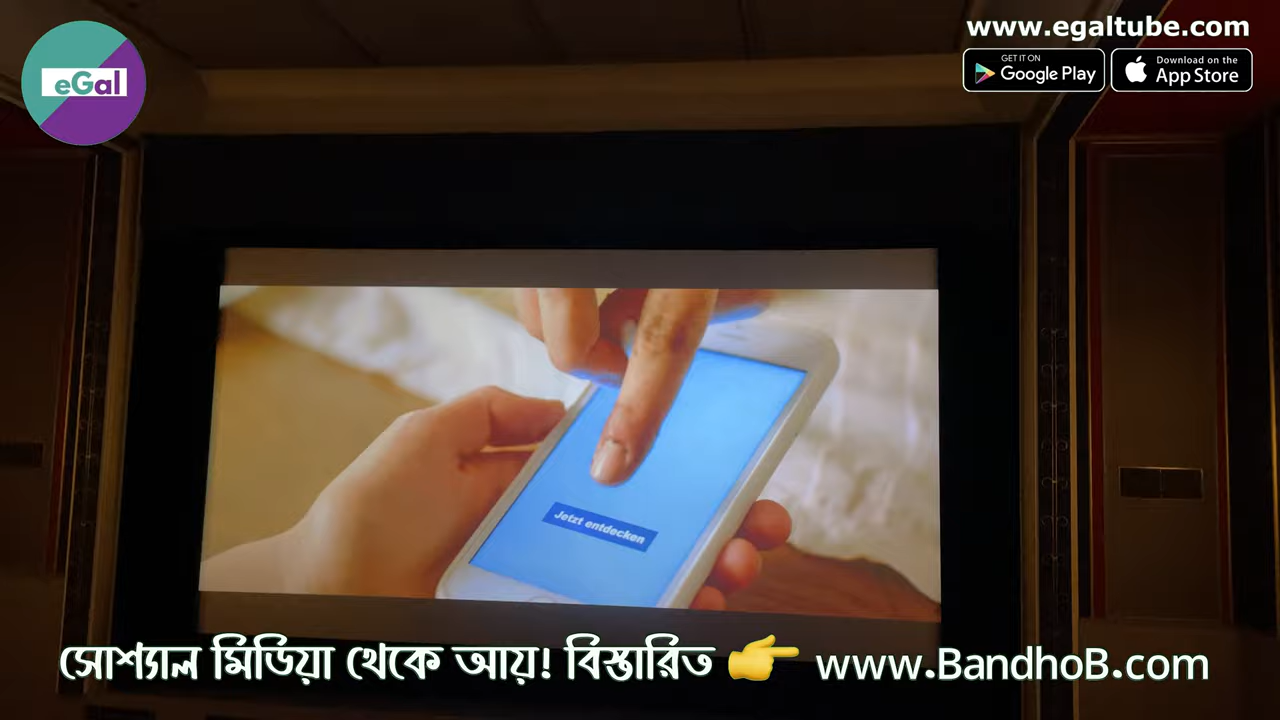 eGal
www.egaltube.com
GET IT ON
Google Play
Download on the
App Store
Jetzt entdecken
সোশ্যাল মিডিয়া থেকে আয়! বিস্তারিত 👉 www.BandhoB.com